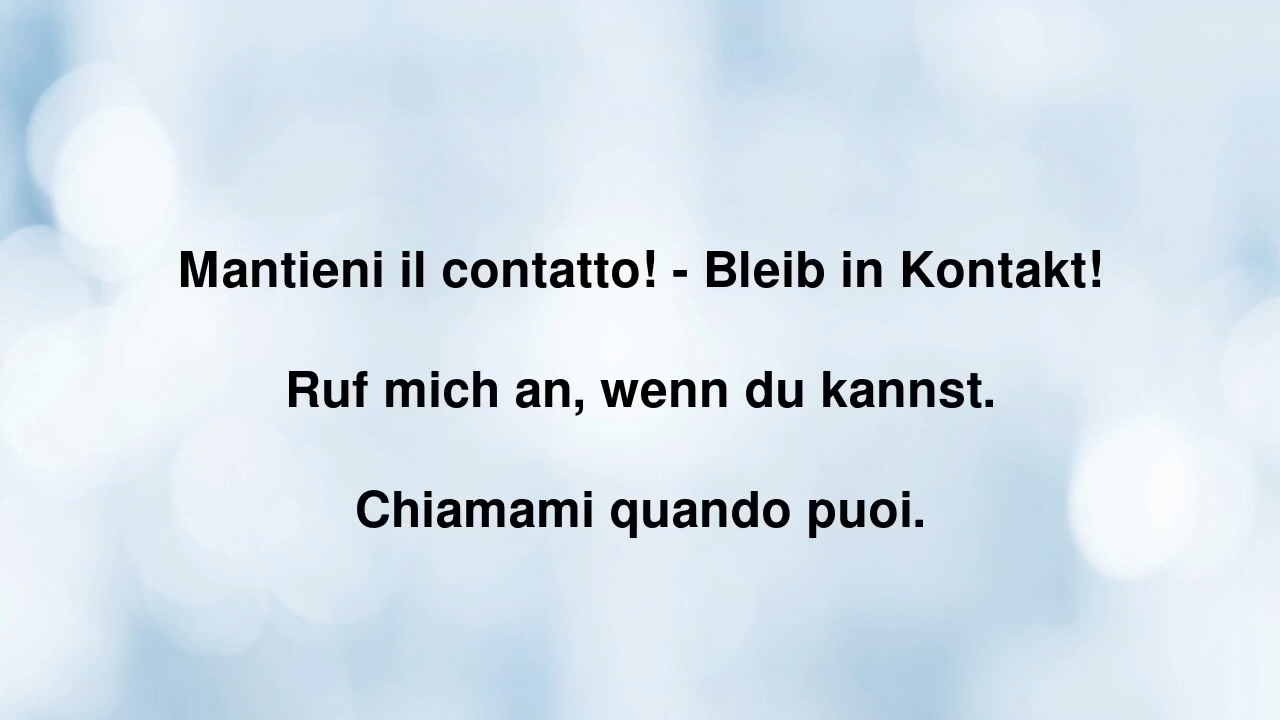 Mantieni il contatto! - Bleib in Kontakt!
Ruf mich an, wenn du kannst.
Chiamami quando puoi.